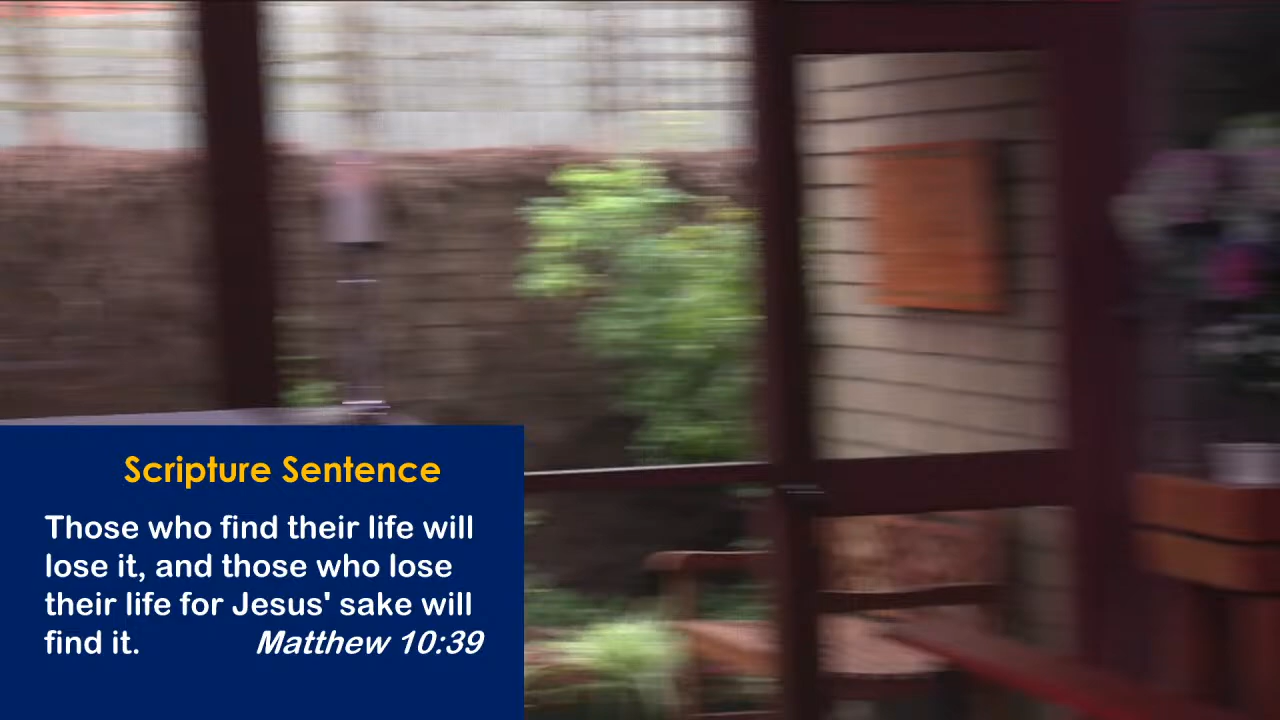 Scripture Sentence
Those who find their life will
lose it, and those who lose
their life for Jesus' sake will
find it. Matthew 10:39